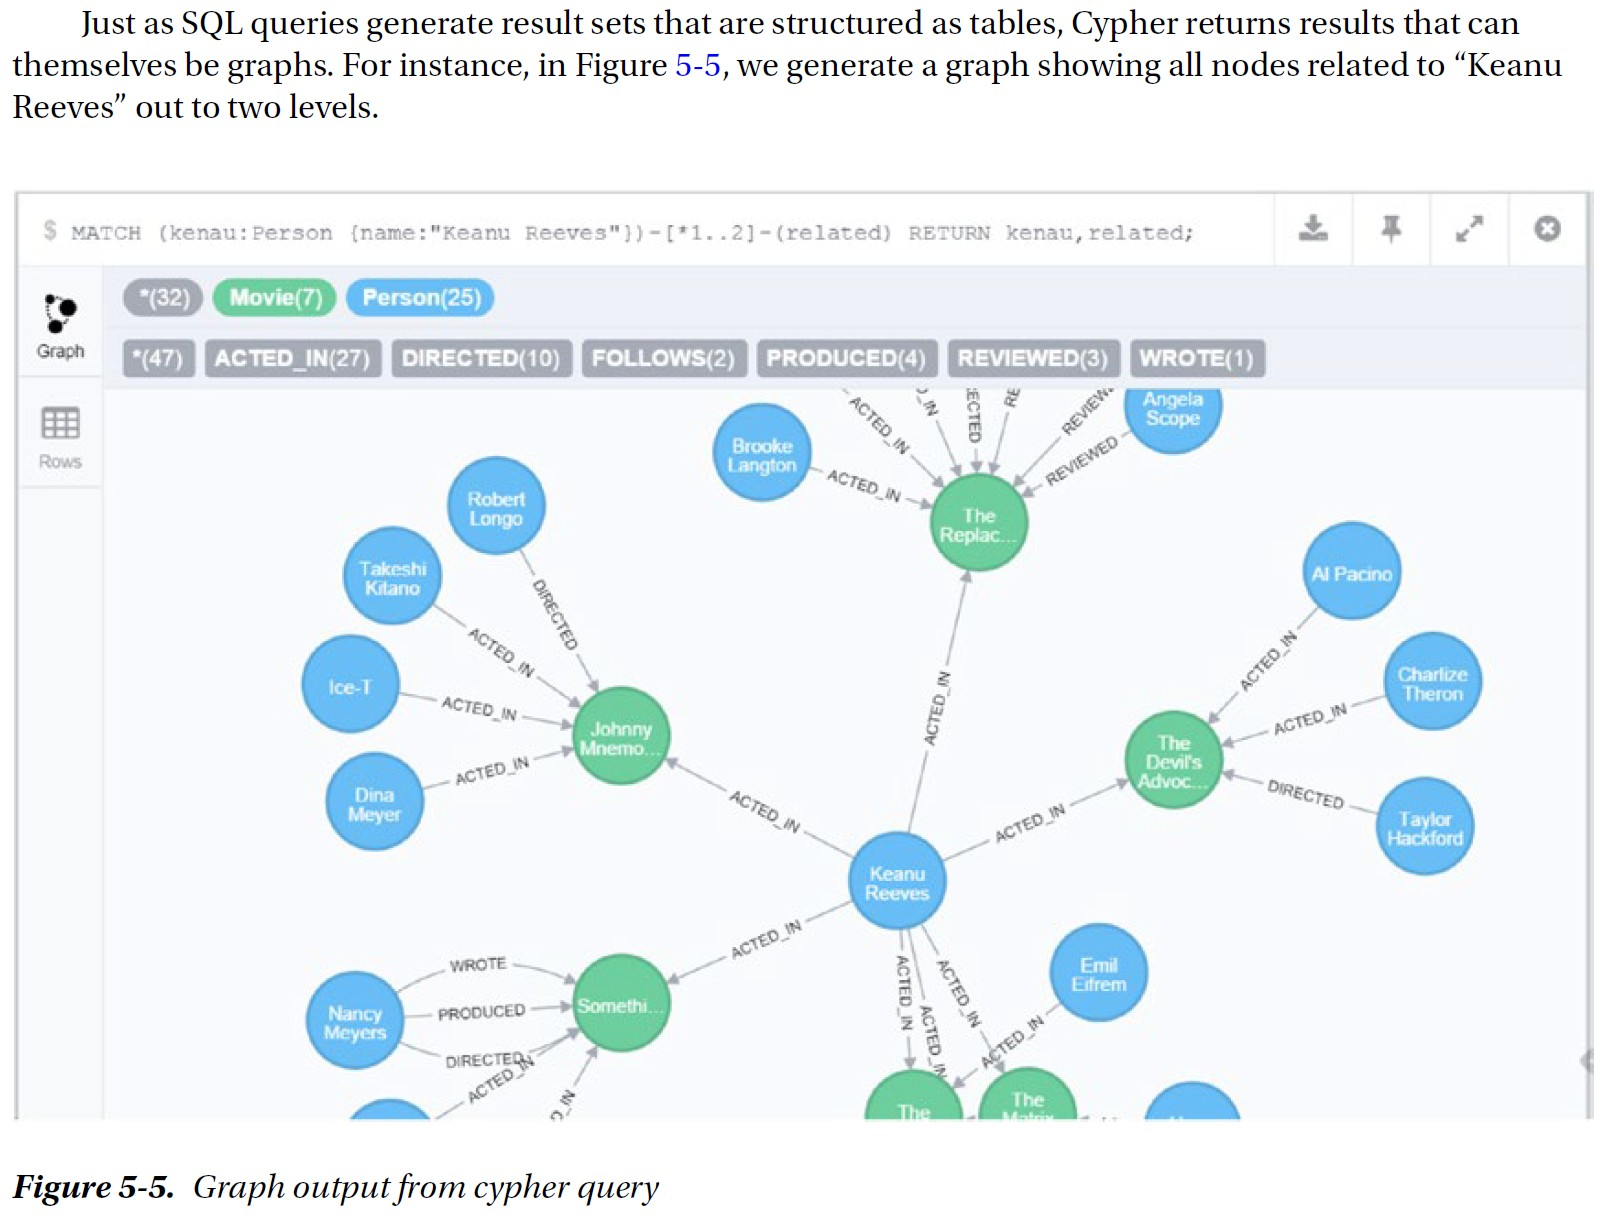 Just as SQL queries generate result sets that are structured as tables, Cypher returns results that can
themselves be graphs. For instance, in Figure 5-5, we generate a graph showing all nodes related to “Keanu
Reeves” out to two levels.
$ MATCH (kenau:Person {name:"Keanu Reeves"})-[*1..2]-(related) RETURN kenau,related;
*(32) Movie(7) Person(25)
Graph
*(47) ACTED_IN(27) DIRECTED(10) FOLLOWS(2) PRODUCED(4) REVIEWED(3) WROTE(1)
Rows
ACTED_IN
Angela
Scope
Brooke
Langton
ACTED_IN
REVIEWED
The
Replac...
Robert
Longo
Takeshi
Kitano
DIRECTED
ACTED_IN
Ice-T
ACTED_IN
Johnny
Mnemo...
Dina
Meyer
ACTED_IN
ACTED_IN
ACTED_IN
Al Pacino
ACTED_IN
Charlize
Theron
ACTED_IN
The
Devil's
Advoc...
DIRECTED
Taylor
Hackford
ACTED_IN
Keanu
Reeves
ACTED_IN
WROTE
Nancy
Meyers
PRODUCED
Somethi...
DIRECTED
ACTED_IN
ACTED_IN
ACTED_IN
ACTED_IN
Emil
Eifrem
ACTED_IN
The
The
Matrix
Figure 5-5. Graph output from cypher query